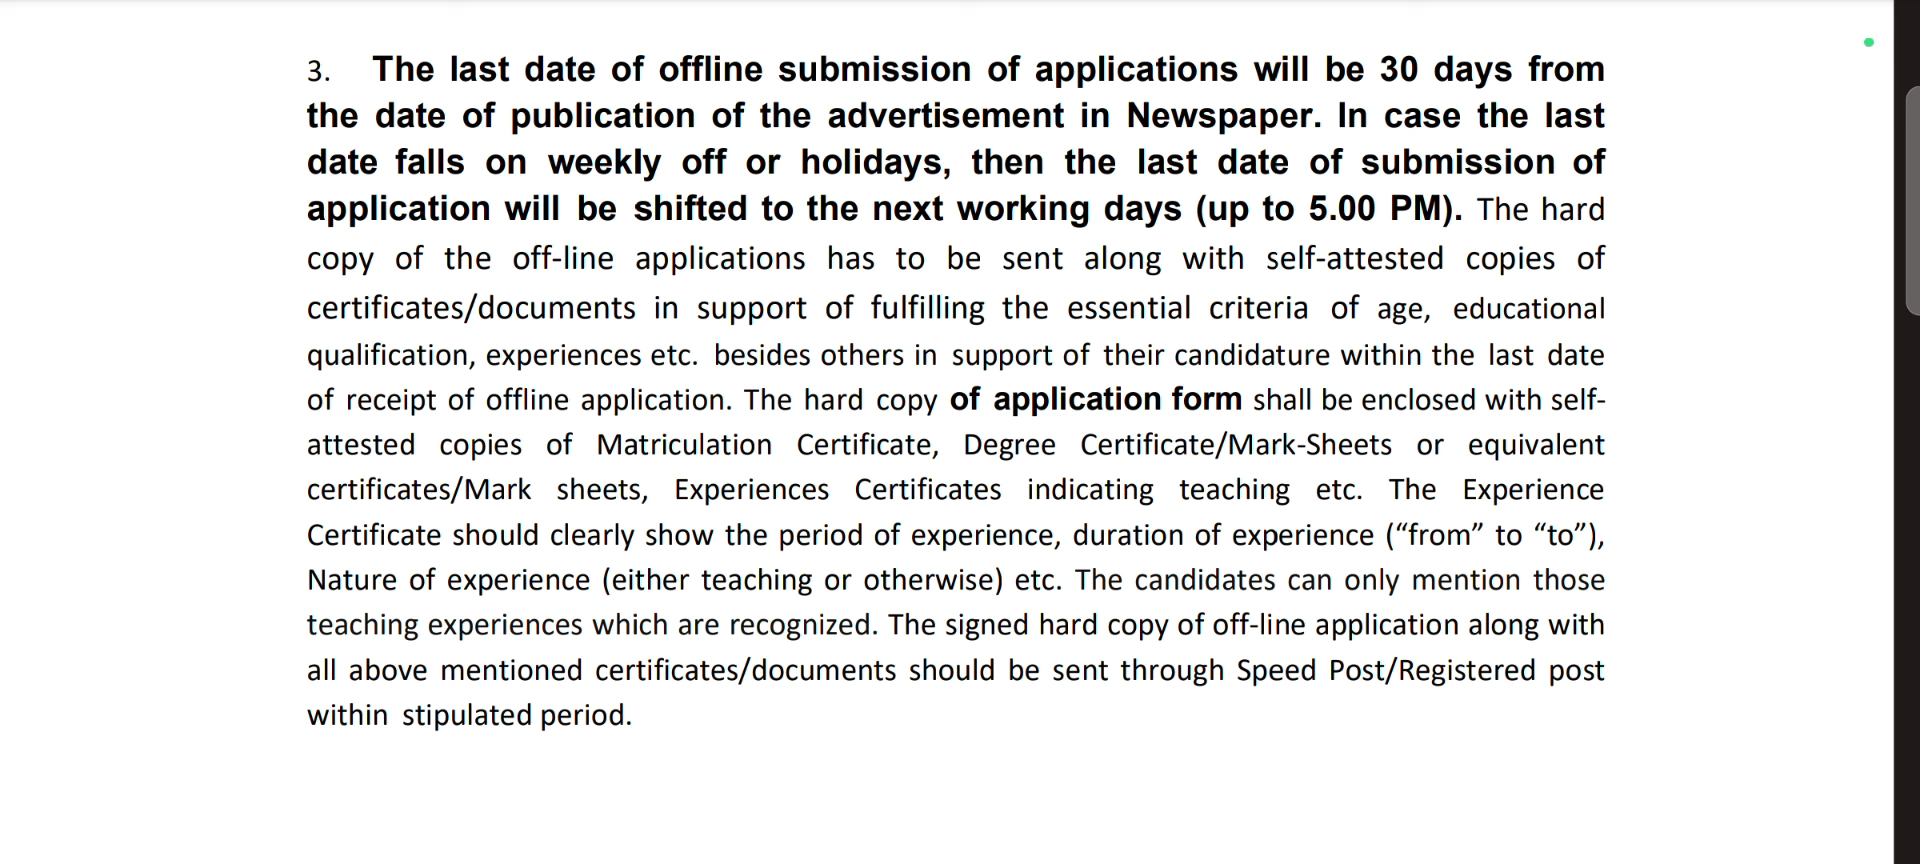 3. The last date of offline submission of applications will be 30 days from
the date of publication of the advertisement in Newspaper. In case the last
date falls on weekly off or holidays, then the last date of submission of
application will be shifted to the next working days (up to 5.00 PM). The hard
copy of the off-line applications has to be sent along with self-attested copies of
certificates/documents in support of fulfilling the essential criteria of age, educational
qualification, experiences etc. besides others in support of their candidature within the last date
of receipt of offline application. The hard copy of application form shall be enclosed with self-
attested copies of Matriculation Certificate, Degree Certificate/Mark-Sheets or equivalent
certificates/Mark sheets, Experiences Certificates indicating teaching etc. The Experience
Certificate should clearly show the period of experience, duration of experience (“from” to “to”),
Nature of experience (either teaching or otherwise) etc. The candidates can only mention those
teaching experiences which are recognized. The signed hard copy of off-line application along with
all above mentioned certificates/documents should be sent through Speed Post/Registered post
within stipulated period.